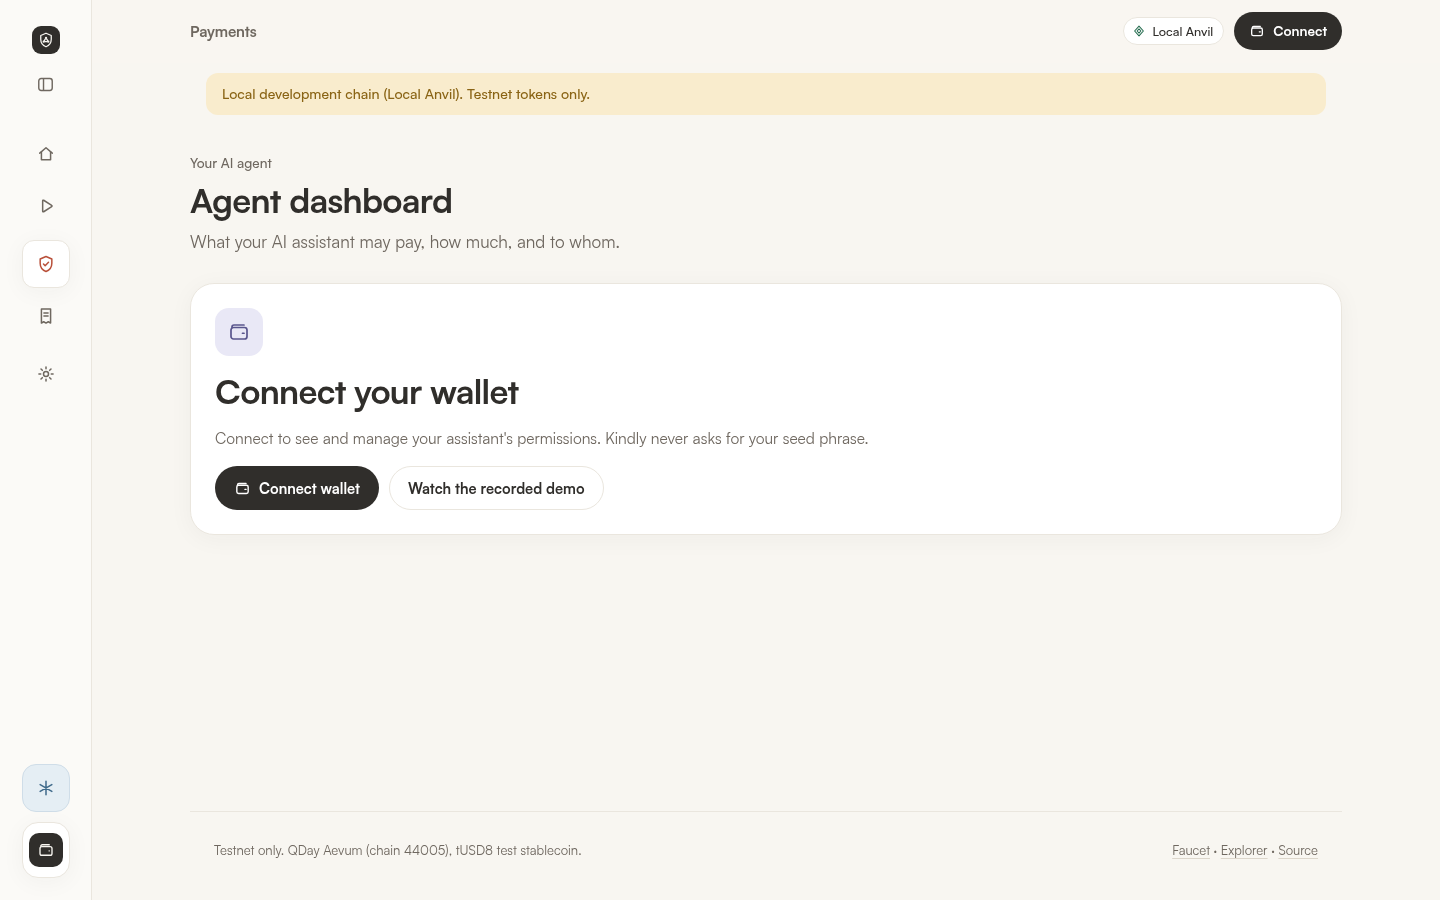 Payments
Local Anvil
Connect
Local development chain (Local Anvil). Testnet tokens only.
Your AI agent
Agent dashboard
What your AI assistant may pay, how much, and to whom.
Connect your wallet
Connect to see and manage your assistant's permissions. Kindly never asks for your seed phrase.
Connect wallet
Watch the recorded demo
Testnet only. QDay Aevum (chain 44005), tUSD8 test stablecoin.
Faucet · Explorer · Source